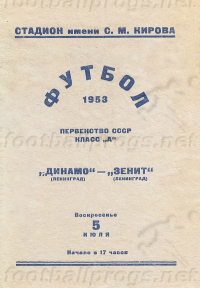 СТАДИОН имени С. М. КИРОВА
ФУТБОЛ
1953
ПЕРВЕНСТВО СССР
КЛАСС „А“
„ДИНАМО“ — „ЗЕНИТ“
(ЛЕНИНГРАД) (ЛЕНИНГРАД)
Воскресенье
5
ИЮЛЯ
Начало в 17 часов